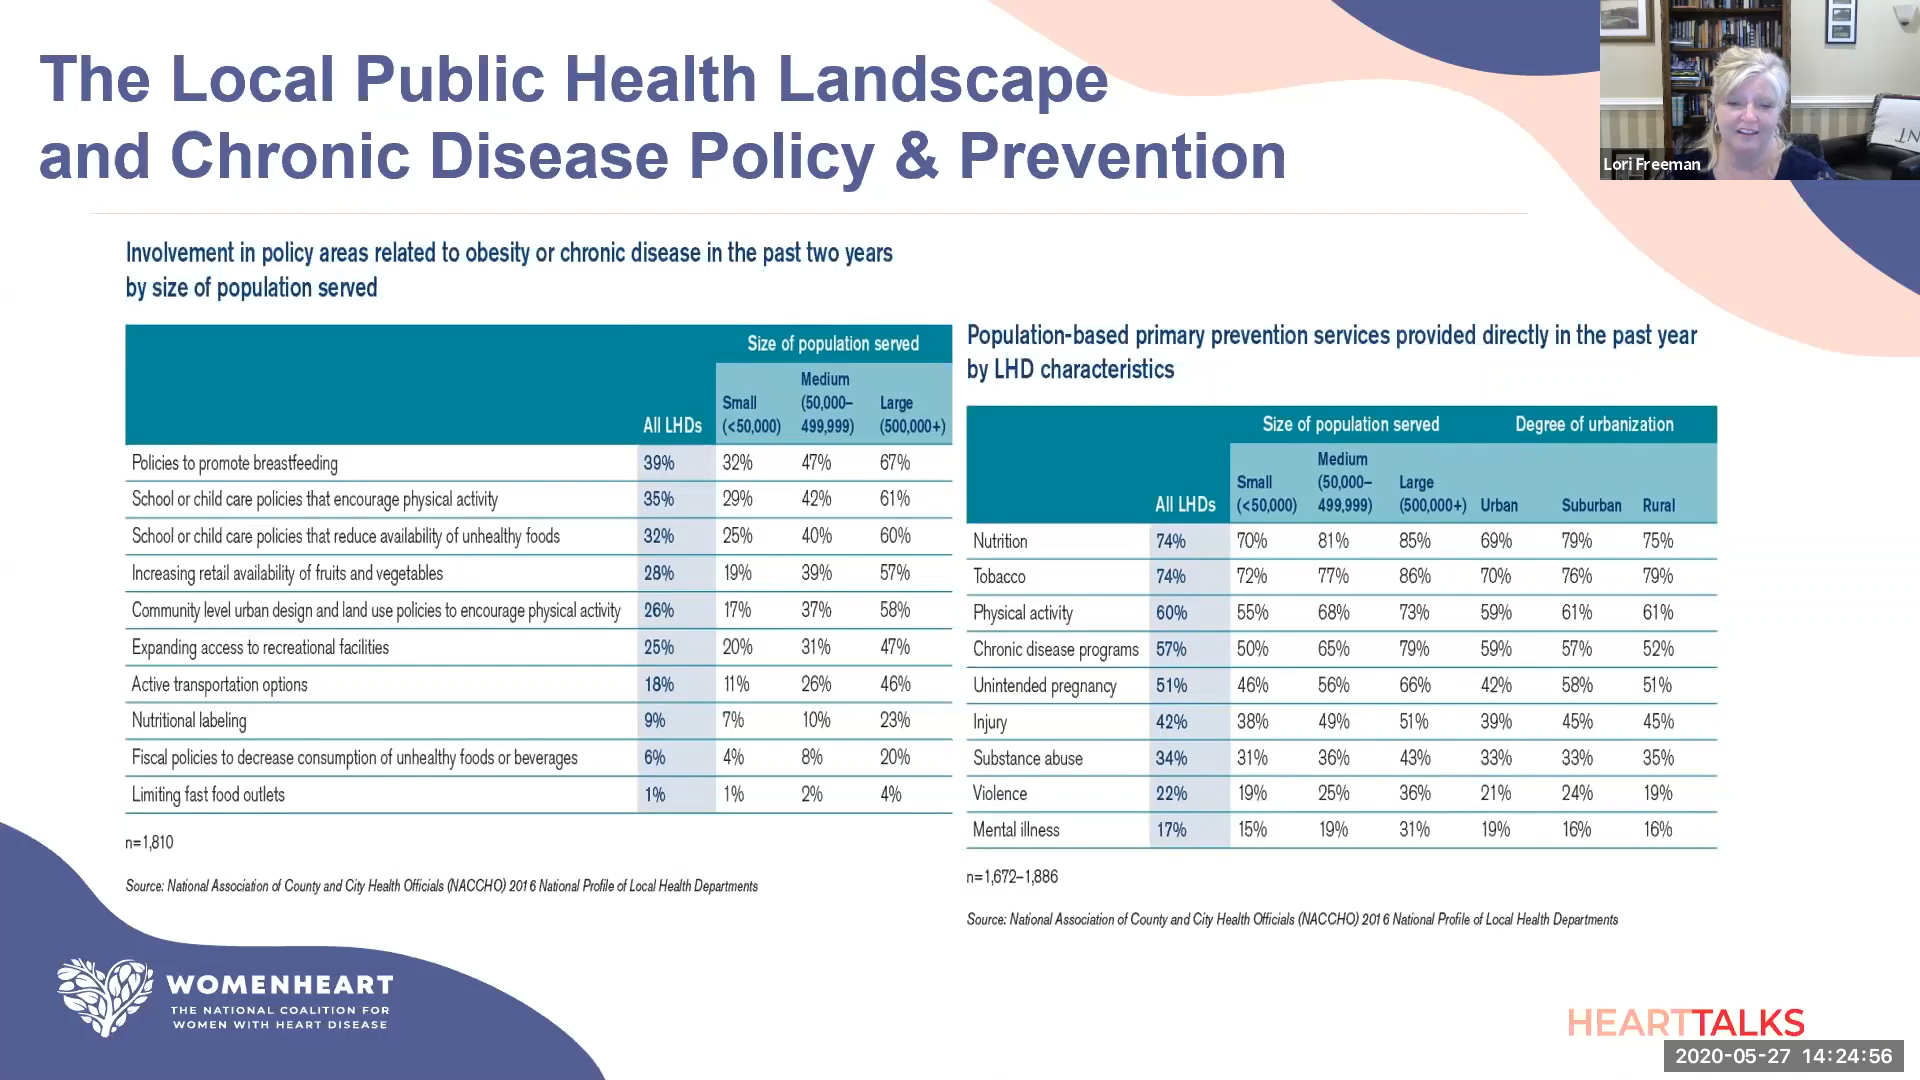 The Local Public Health Landscape
and Chronic Disease Policy & Prevention
Lori Freeman
Involvement in policy areas related to obesity or chronic disease in the past two years
by size of population served
Size of population served
All LHDs Small (<50,000) Medium (50,000–499,999) Large (500,000+)
Policies to promote breastfeeding 39% 32% 47% 67%
School or child care policies that encourage physical activity 35% 29% 42% 61%
School or child care policies that reduce availability of unhealthy foods 32% 25% 40% 60%
Increasing retail availability of fruits and vegetables 28% 19% 39% 57%
Community level urban design and land use policies to encourage physical activity 26% 17% 37% 58%
Expanding access to recreational facilities 25% 20% 31% 47%
Active transportation options 18% 11% 26% 46%
Nutritional labeling 9% 7% 10% 23%
Fiscal policies to decrease consumption of unhealthy foods or beverages 6% 4% 8% 20%
Limiting fast food outlets 1% 1% 2% 4%
n=1,810
Source: National Association of County and City Health Officials (NACCHO) 2016 National Profile of Local Health Departments
Population-based primary prevention services provided directly in the past year
by LHD characteristics
Size of population served Degree of urbanization
All LHDs Small (<50,000) Medium (50,000–499,999) Large (500,000+) Urban Suburban Rural
Nutrition 74% 70% 81% 85% 69% 79% 75%
Tobacco 74% 72% 77% 86% 70% 76% 79%
Physical activity 60% 55% 68% 73% 59% 61% 61%
Chronic disease programs 57% 50% 65% 79% 59% 57% 52%
Unintended pregnancy 51% 46% 56% 66% 42% 58% 51%
Injury 42% 38% 49% 51% 39% 45% 45%
Substance abuse 34% 31% 36% 43% 33% 33% 35%
Violence 22% 19% 25% 36% 21% 24% 19%
Mental illness 17% 15% 19% 31% 19% 16% 16%
n=1,672–1,886
Source: National Association of County and City Health Officials (NACCHO) 2016 National Profile of Local Health Departments
WOMENHEART
THE NATIONAL COALITION FOR
WOMEN WITH HEART DISEASE
HEARTTALKS
2020-05-27 14:24:56